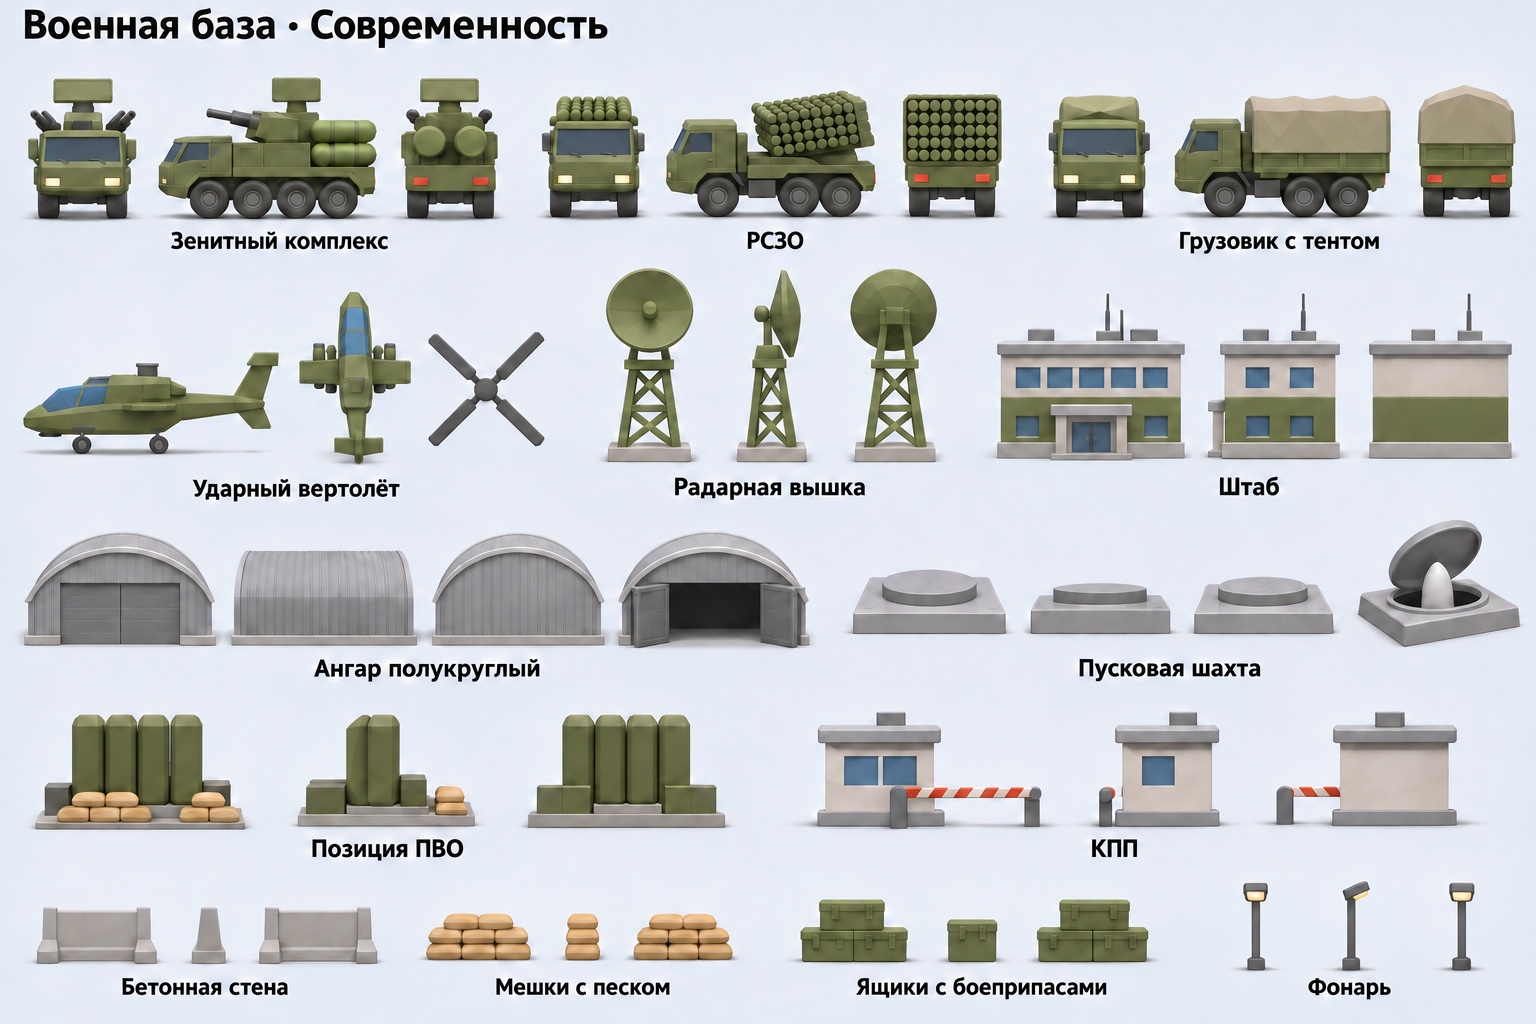 Военная база · Современность
Зенитный комплекс
РСЗО
Грузовик с тентом
Ударный вертолёт
Радарная вышка
Штаб
Ангар полукруглый
Пусковая шахта
Позиция ПВО
КПП
Бетонная стена
Мешки с песком
Ящики с боеприпасами
Фонарь